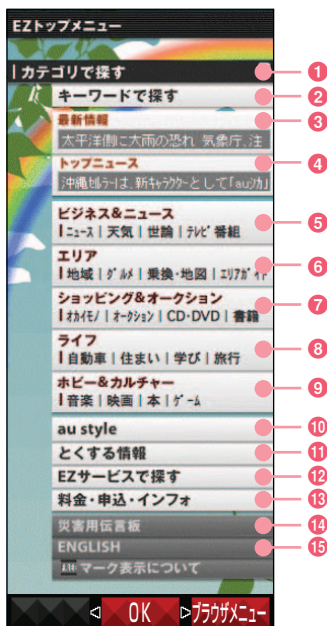 EZトップメニュー
カテゴリで探す
1
キーワードで探す
2
最新情報
3
太平洋側に大雨の恐れ 気象庁、注
トップニュース
4
沖縄セルラーは、新キャラクターとして「auシカ」
ビジネス&ニュース
5
ニュース | 天気 | 世論 | テレビ番組
エリア
6
地域 | グルメ | 乗換・地図 | エリアガイド
ショッピング&オークション
7
オカイモノ | オークション | CD・DVD | 書籍
ライフ
8
自動車 | 住まい | 学び | 旅行
ホビー&カルチャー
9
音楽 | 映画 | 本 | ゲーム
au style
10
とくする情報
11
EZサービスで探す
12
料金・申込・インフォ
13
災害用伝言板
14
ENGLISH
15
マーク表示について
OK
ブラウザメニュー